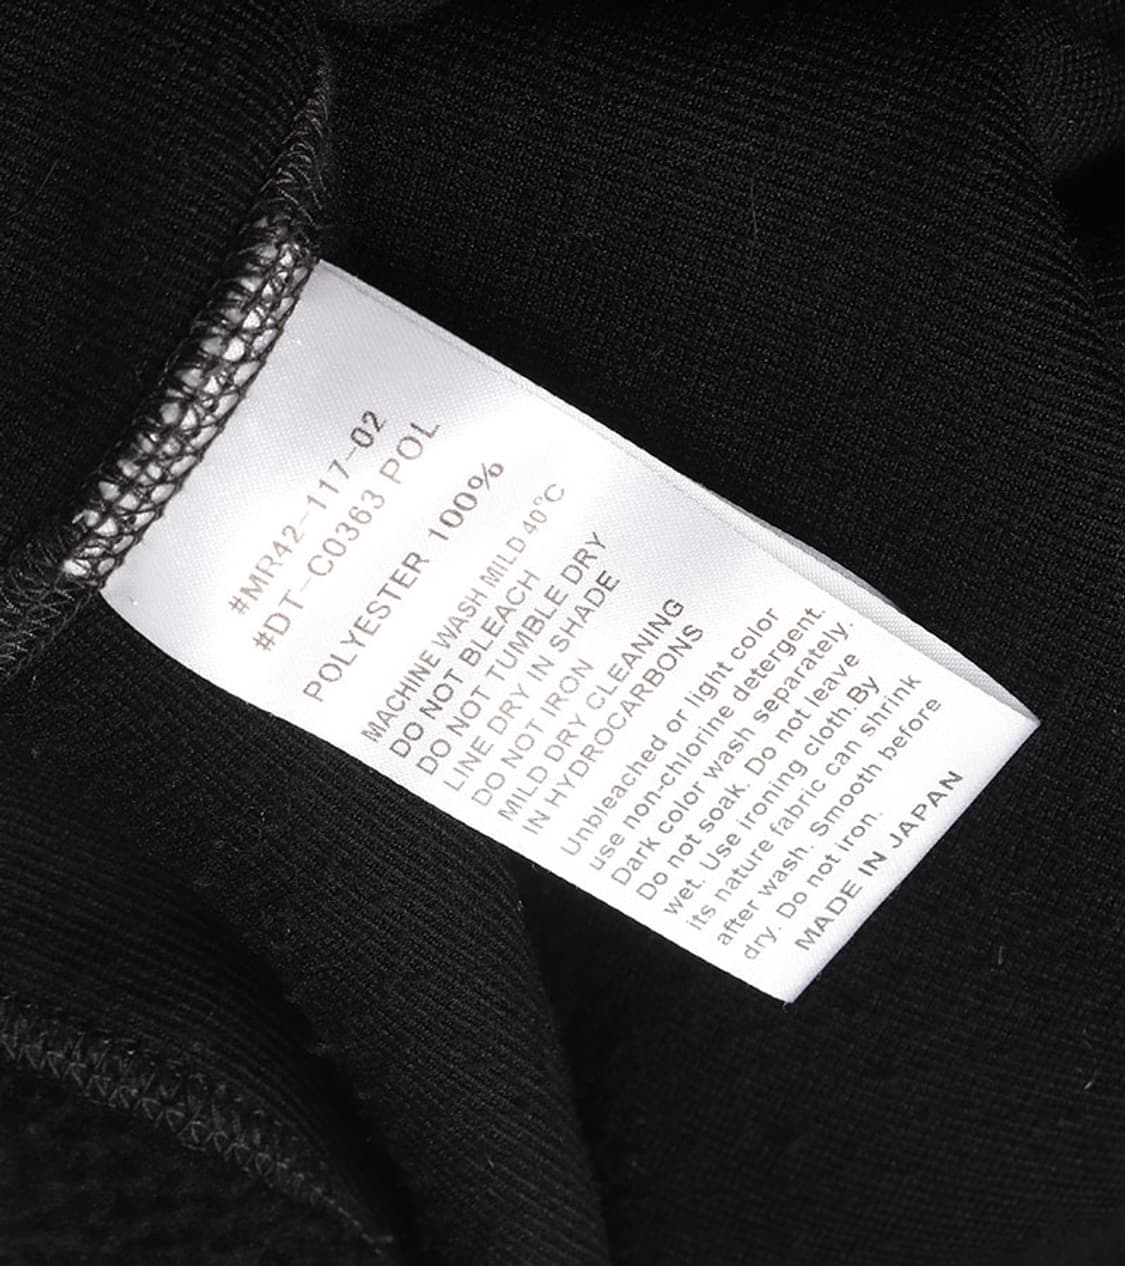 #MR42-117-02
#DT-C0363 POL
POLYESTER 100%
MACHINE WASH MILD 40°C
DO NOT BLEACH
DO NOT TUMBLE DRY
LINE DRY IN SHADE
DO NOT IRON
MILD DRY CLEANING
IN HYDROCARBONS
Unbleached or light color
use non-chlorine detergent.
Dark color wash separately.
Do not soak. Do not leave
wet. Use ironing cloth.By
its nature fabric can shrink
after wash. Smooth before
dry. Do not iron.
MADE IN JAPAN